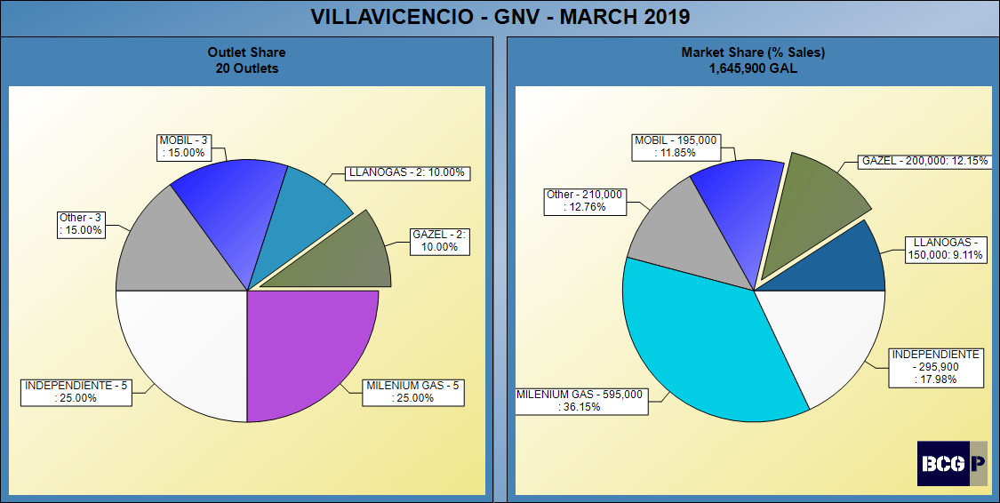 VILLAVICENCIO - GNV - MARCH 2019
Outlet Share
20 Outlets
MOBIL - 3
: 15.00%
LLANOGAS - 2: 10.00%
Other - 3
: 15.00%
GAZEL - 2:
10.00%
INDEPENDIENTE - 5
: 25.00%
MILENIUM GAS - 5
: 25.00%
Market Share (% Sales)
1,645,900 GAL
MOBIL - 195,000
: 11.85%
GAZEL - 200,000: 12.15%
Other - 210,000
: 12.76%
LLANOGAS -
150,000: 9.11%
INDEPENDIENTE
- 295,900
: 17.98%
MILENIUM GAS - 595,000
: 36.15%
BCG P